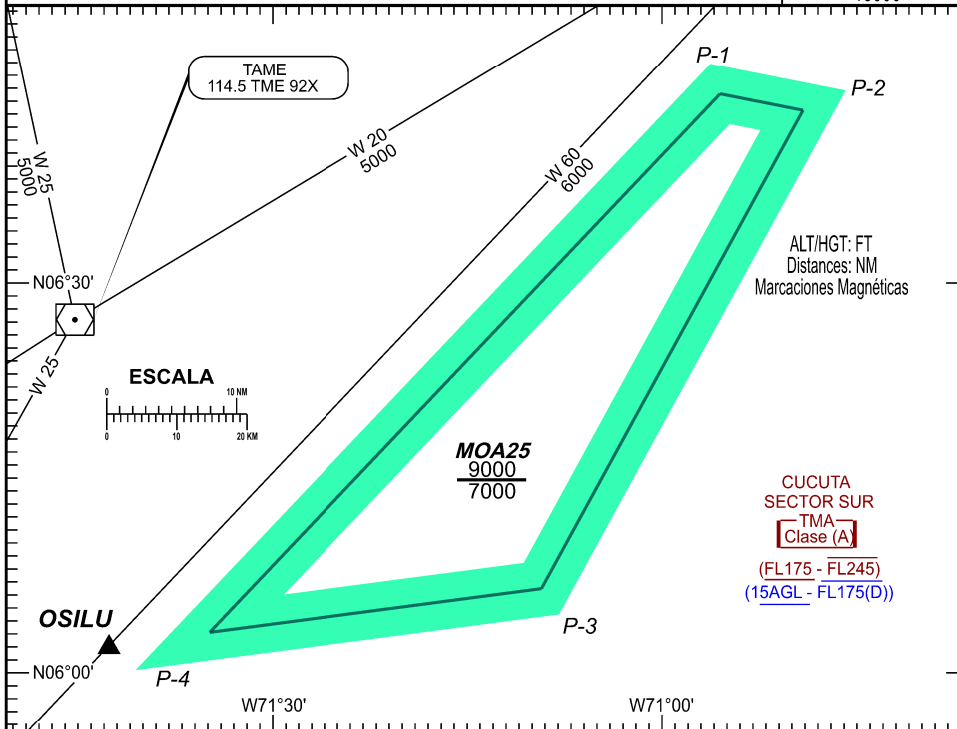 TAME
114.5 TME 92X
P-1
P-2
W 25
5000
W 20
5000
W 60
6000
ALT/HGT: FT
Distances: NM
Marcaciones Magnéticas
N06°30'
W 25
ESCALA
0 10 NM
0 10 20 KM
MOA25
9000
7000
CUCUTA
SECTOR SUR
TMA
Clase (A)
(FL175 - FL245)
(15AGL - FL175(D))
OSILU
P-3
N06°00'
P-4
W71°30'
W71°00'